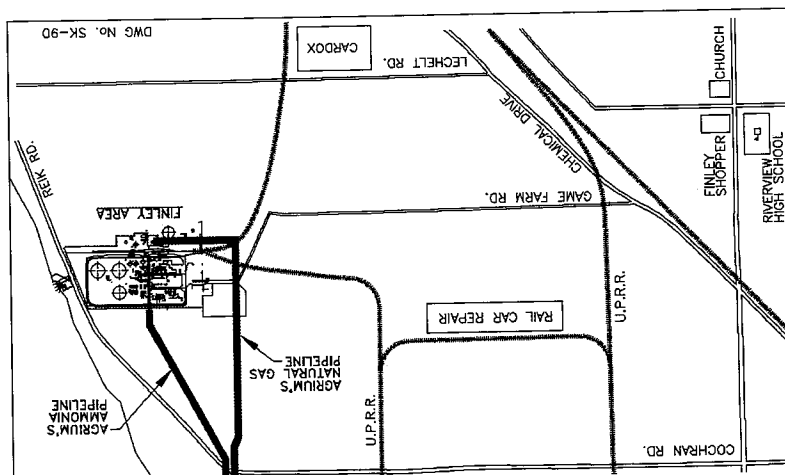 DWG No. SK-9D
CARDOX
LECHELT RD.
CHURCH
CHEMICAL DRIVE
FINLEY
SHOPPER
RIVERVIEW
HIGH SCHOOL
REIK RD.
GAME FARM RD.
FINLEY AREA
U.P.R.R.
RAIL CAR REPAIR
AGRIUM'S
NATURAL GAS
PIPELINE
AGRIUM'S
AMMONIA
PIPELINE
U.P.R.R.
COCHRAN RD.